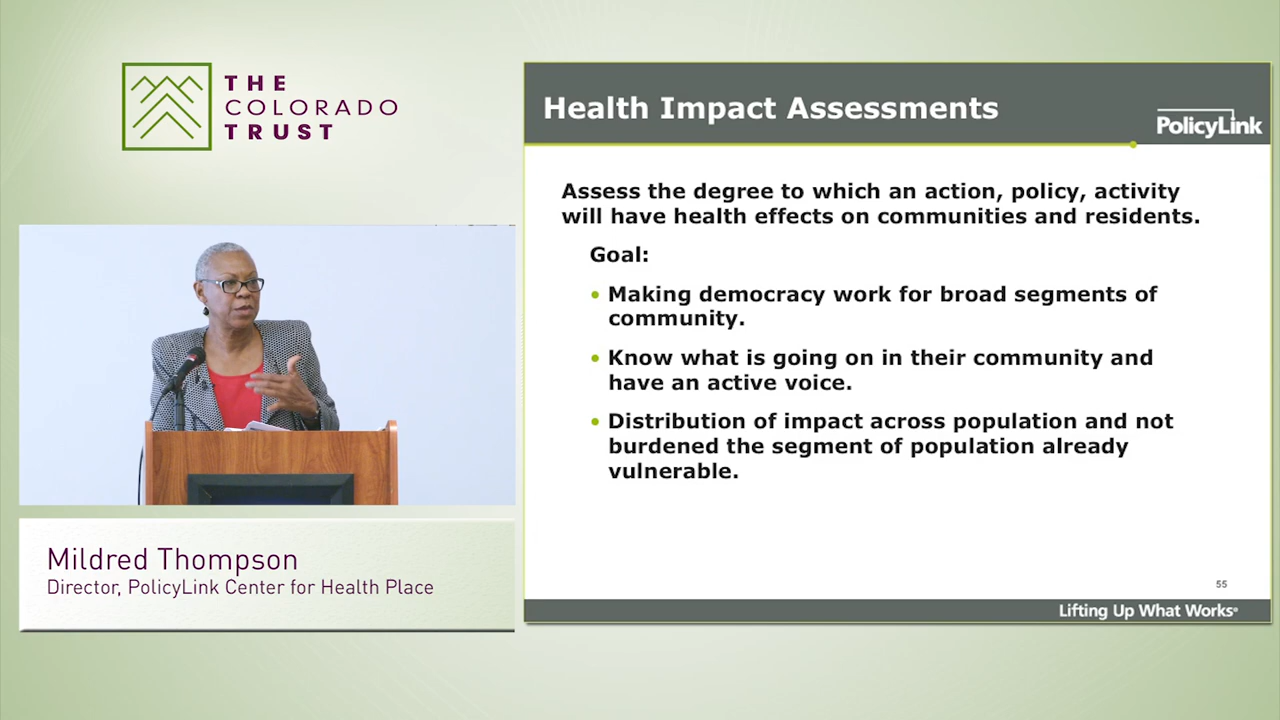 THE
COLORADO
TRUST
Mildred Thompson
Director, PolicyLink Center for Health Place
Health Impact Assessments
PolicyLink
Assess the degree to which an action, policy, activity
will have health effects on communities and residents.
Goal:
• Making democracy work for broad segments of
community.
• Know what is going on in their community and
have an active voice.
• Distribution of impact across population and not
burdened the segment of population already
vulnerable.
55
Lifting Up What Works®